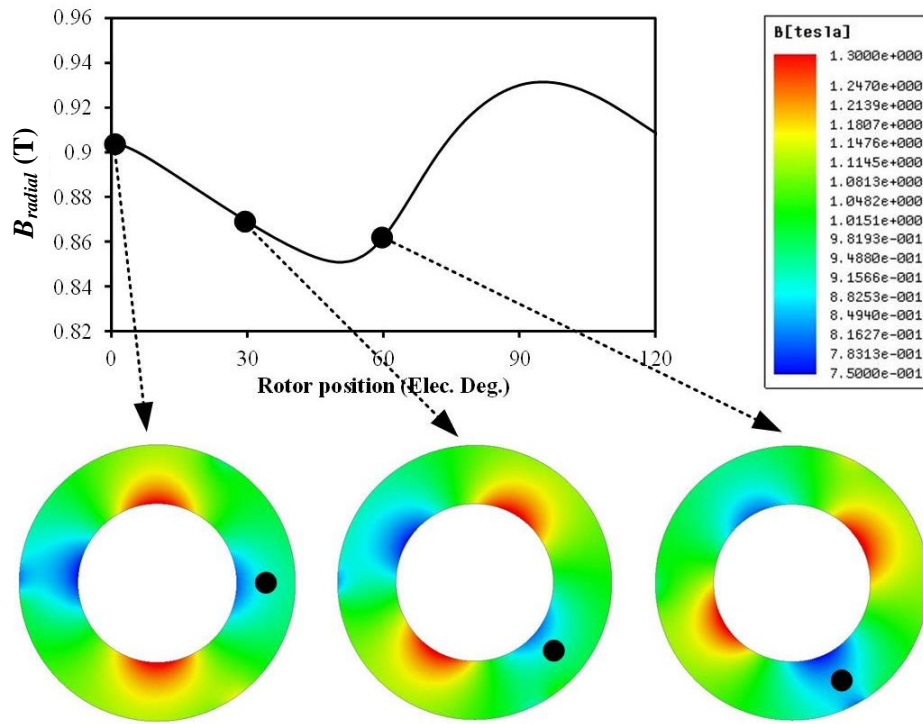 0.96
0.94
0.92
0.9
0.88
0.86
0.84
0.82
B_radial (T)
0 30 60 90 120
Rotor position (Elec. Deg.)
B[tesla]
1.3000e+000
1.2470e+000
1.2139e+000
1.1807e+000
1.1476e+000
1.1145e+000
1.0813e+000
1.0482e+000
1.0151e+000
9.8193e-001
9.4880e-001
9.1566e-001
8.8253e-001
8.4940e-001
8.1627e-001
7.8313e-001
7.5000e-001